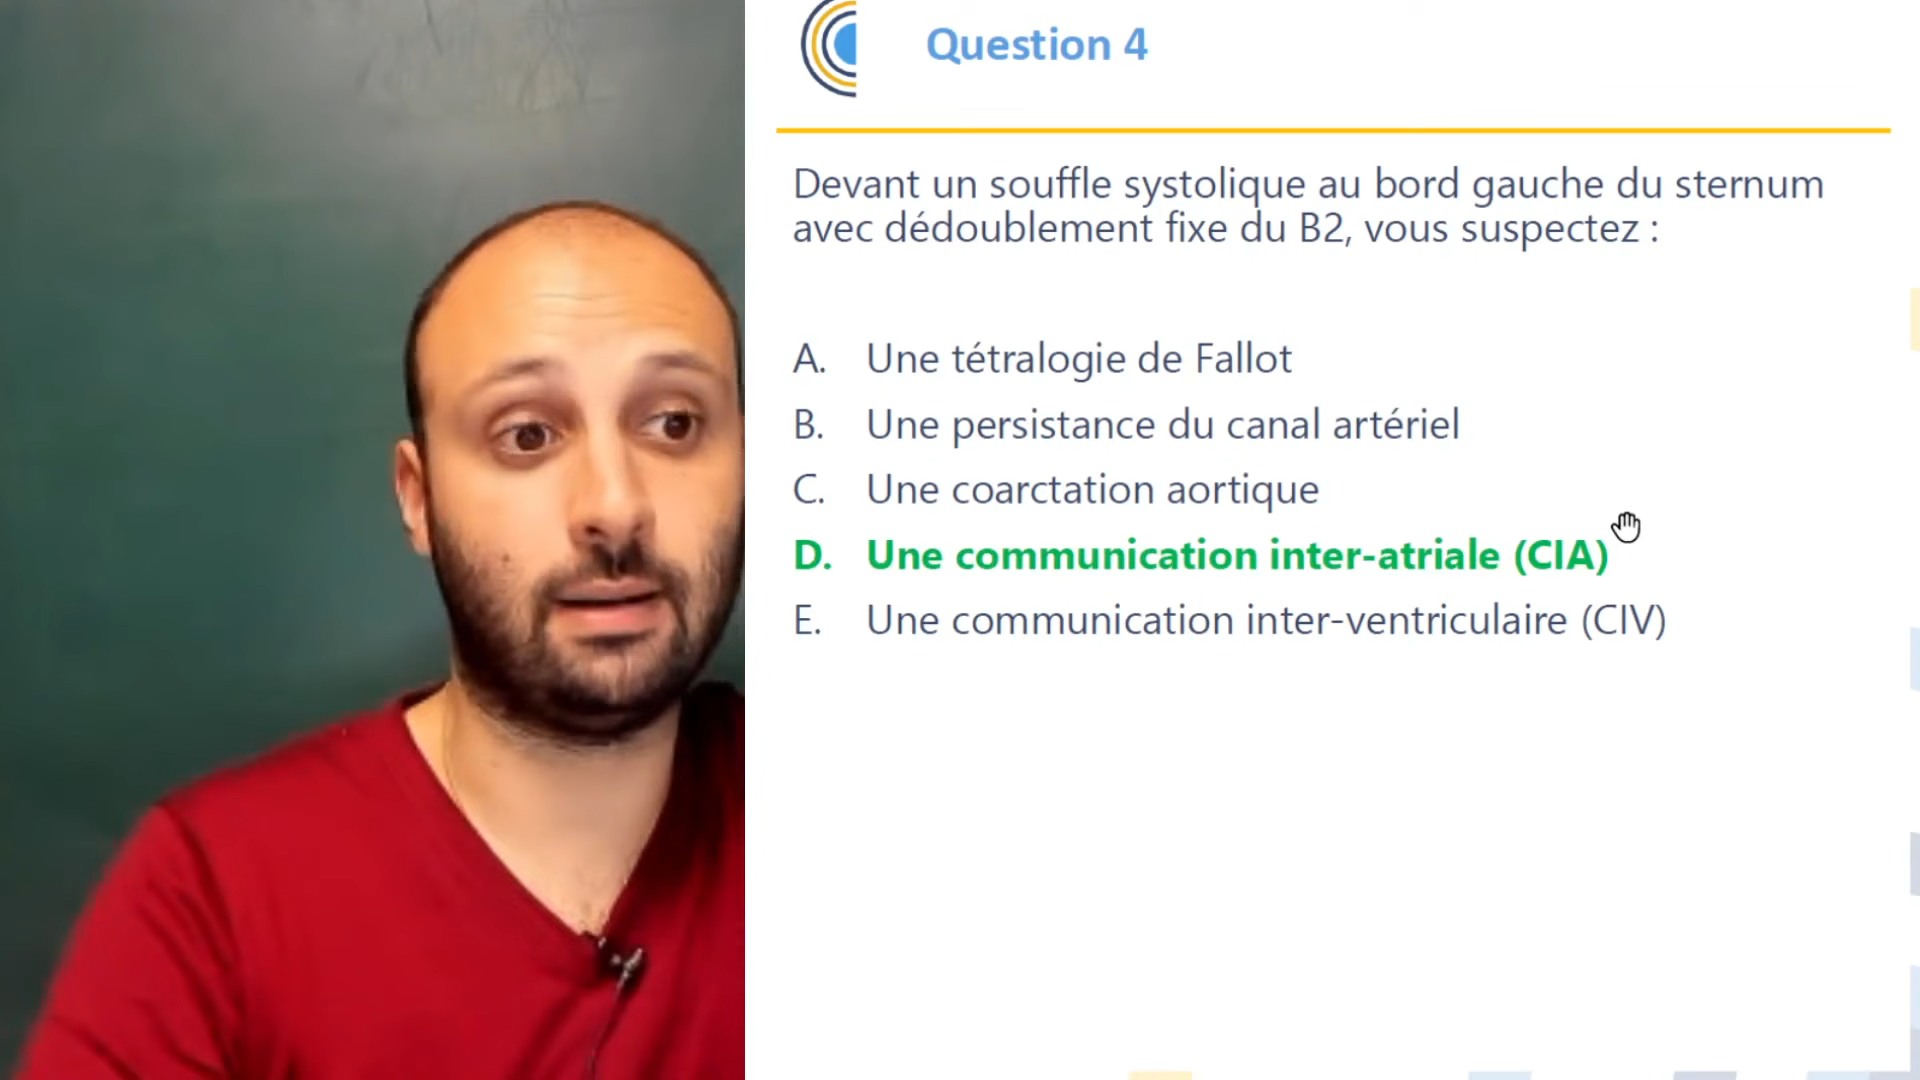 Question 4
Devant un souffle systolique au bord gauche du sternum
avec dédoublement fixe du B2, vous suspectez :
A. Une tétralogie de Fallot
B. Une persistance du canal artériel
C. Une coarctation aortique
D. Une communication inter-atriale (CIA)
E. Une communication inter-ventriculaire (CIV)